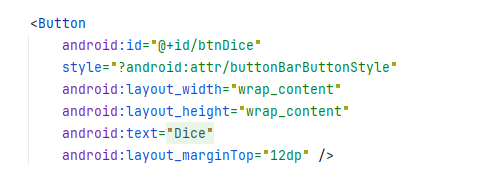 <Button
android:id="@+id/btnDice"
style="?android:attr/buttonBarButtonStyle"
android:layout_width="wrap_content"
android:layout_height="wrap_content"
android:text="Dice"
android:layout_marginTop="12dp" />